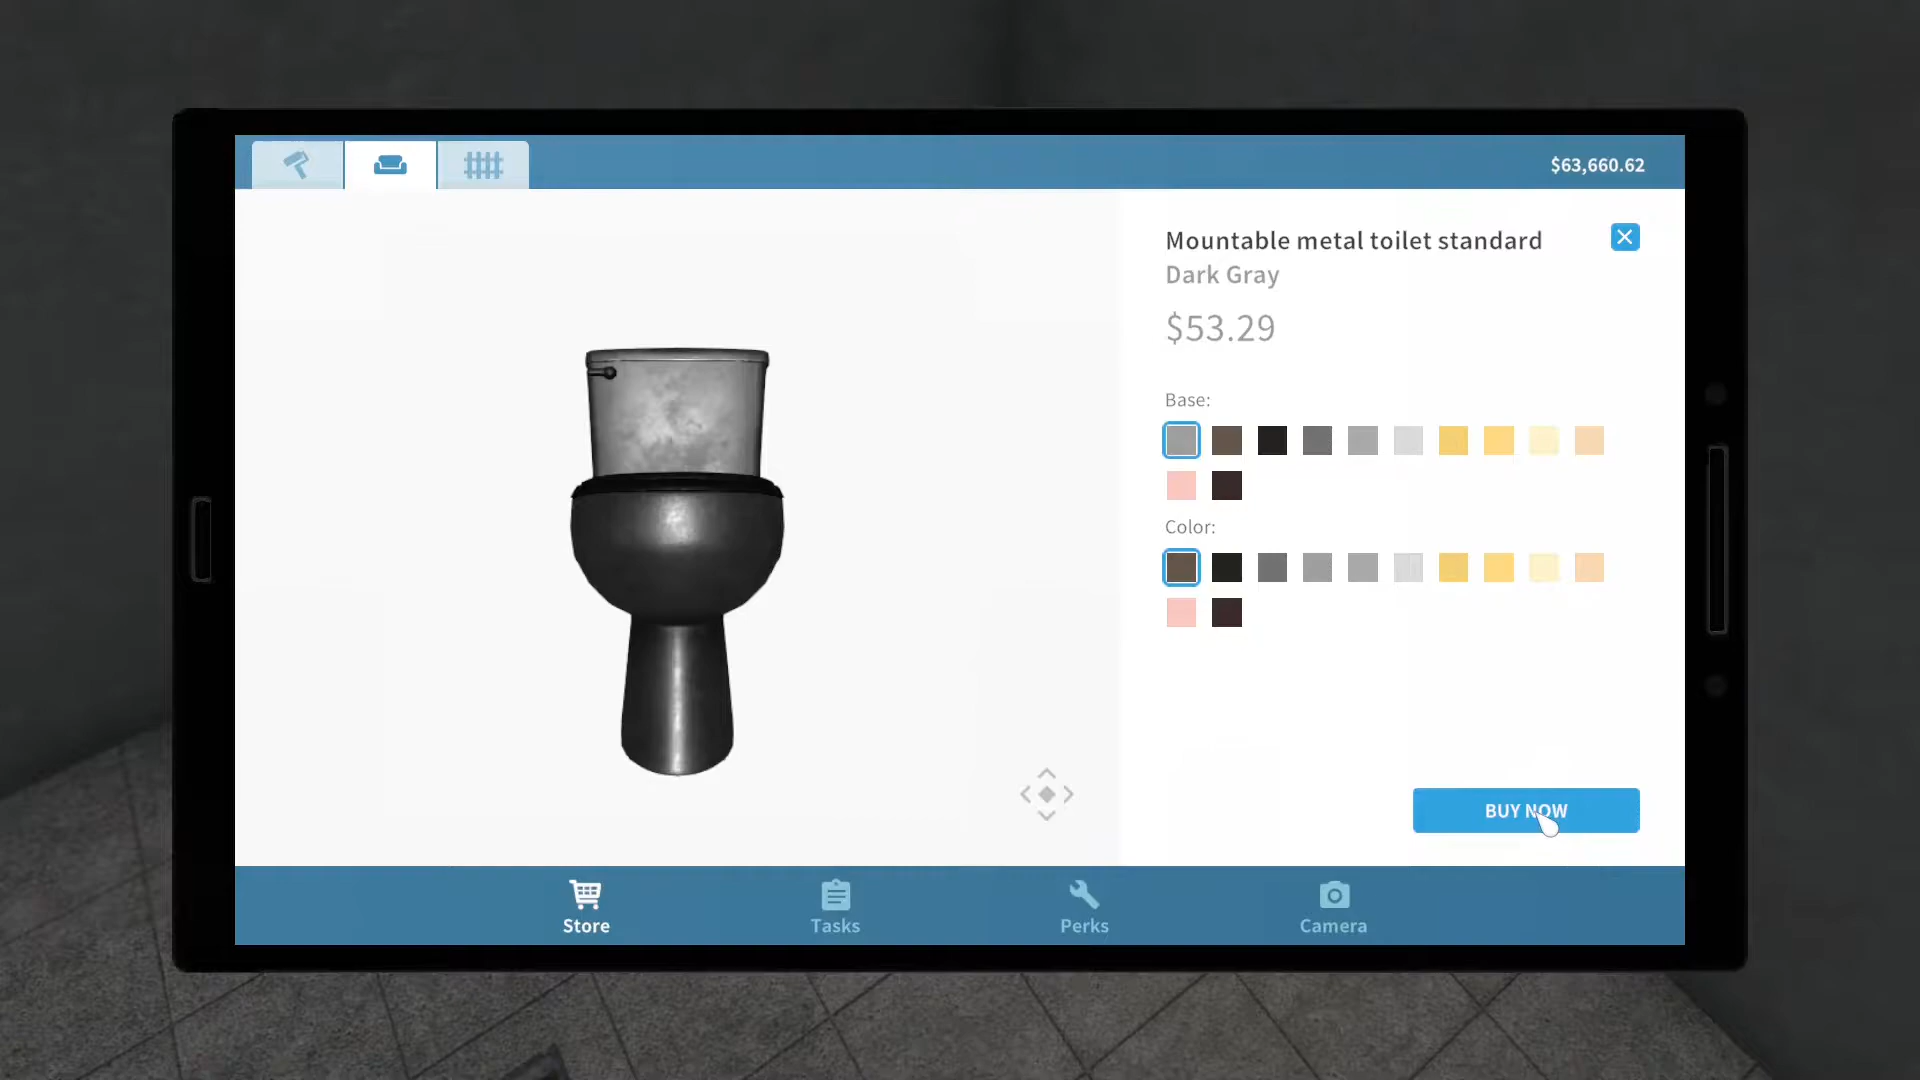 $63,660.62
Mountable metal toilet standard
Dark Gray
$53.29
Base:
Color:
BUY NOW
Store
Tasks
Perks
Camera